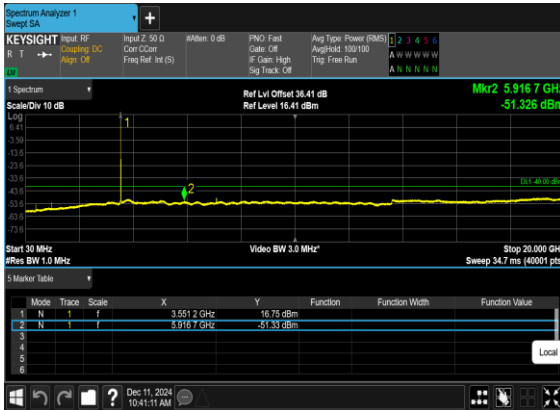 Spectrum Analyzer 1
Swept SA
+
KEYSIGHT Input: RF Input Z: 50 Ω #Atten: 0 dB PNO: Fast Avg Type: Power (RMS) 1 2 3 4 5 6
R T Coupling: DC Corr CCorr Gate: Off Avg|Hold: 100/100 A W W W W W
Align: Off Freq Ref: Int (S) IF Gain: High Trig: Free Run
Sig Track: Off A N N N N N
LXI
1 Spectrum
Scale/Div 10 dB
Ref Lvl Offset 36.41 dB
Ref Level 16.41 dBm
Mkr2 5.916 7 GHz
-51.326 dBm
Log
6.41
-3.59
-13.6
-23.6
-33.6
-43.6
-53.6
-63.6
-73.6
1
2
DL1 -40.00 dBm
Start 30 MHz Video BW 3.0 MHz* Stop 20.000 GHz
#Res BW 1.0 MHz Sweep 34.7 ms (40001 pts)
5 Marker Table
Mode Trace Scale X Y Function Function Width Function Value
1 N 1 f 3.551 2 GHz 16.75 dBm
2 N 1 f 5.916 7 GHz -51.33 dBm
3
4
5
6
Local
? Dec 11, 2024
10:41:11 AM